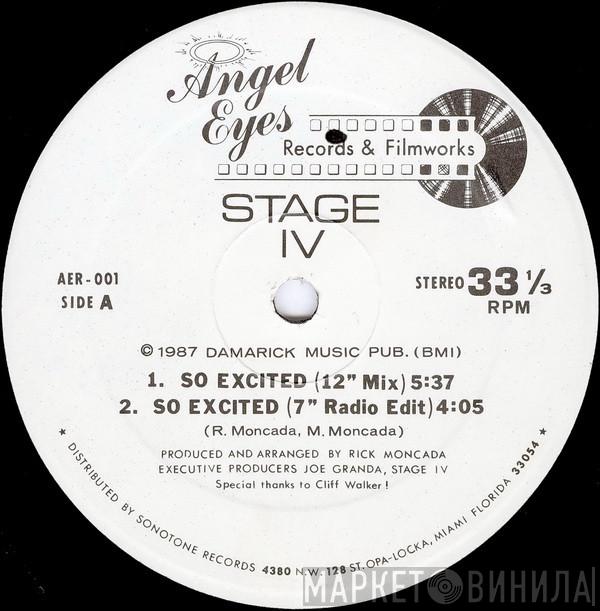 Angel
Eyes
Records & Filmworks
STAGE
IV
AER-001
SIDE A
STEREO 33 1/3
RPM
© 1987 DAMARICK MUSIC PUB. (BMI)
1. SO EXCITED (12" Mix) 5:37
2. SO EXCITED (7" Radio Edit) 4:05
(R. Moncada, M. Moncada)
PRODUCED AND ARRANGED BY RICK MONCADA
EXECUTIVE PRODUCERS JOE GRANDA, STAGE IV
Special thanks to Cliff Walker !
* DISTRIBUTED BY SONOTONE RECORDS 4380 N.W. 128 ST. OPA-LOCKA, MIAMI FLORIDA 33054 *
МАРКЕТ ВИНИЛА